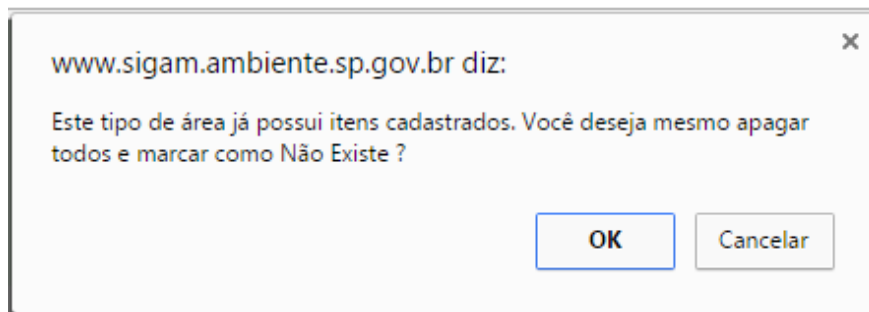 www.sigam.ambiente.sp.gov.br diz:
Este tipo de área já possui itens cadastrados. Você deseja mesmo apagar
todos e marcar como Não Existe ?
OK
Cancelar